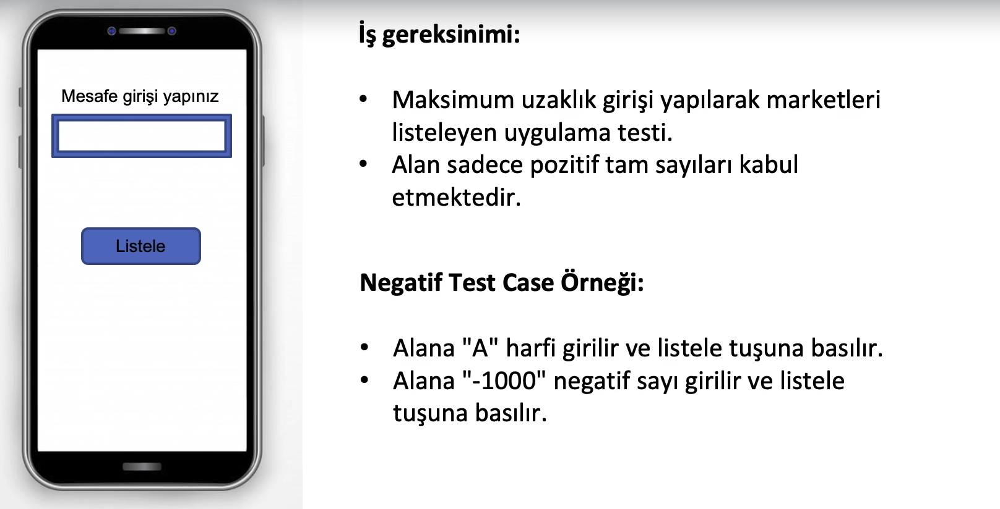 Mesafe girişi yapınız
Listele
İş gereksinimi:
• Maksimum uzaklık girişi yapılarak marketleri
listeleyen uygulama testi.
• Alan sadece pozitif tam sayıları kabul
etmektedir.
Negatif Test Case Örneği:
• Alana "A" harfi girilir ve listele tuşuna basılır.
• Alana "-1000" negatif sayı girilir ve listele
tuşuna basılır.